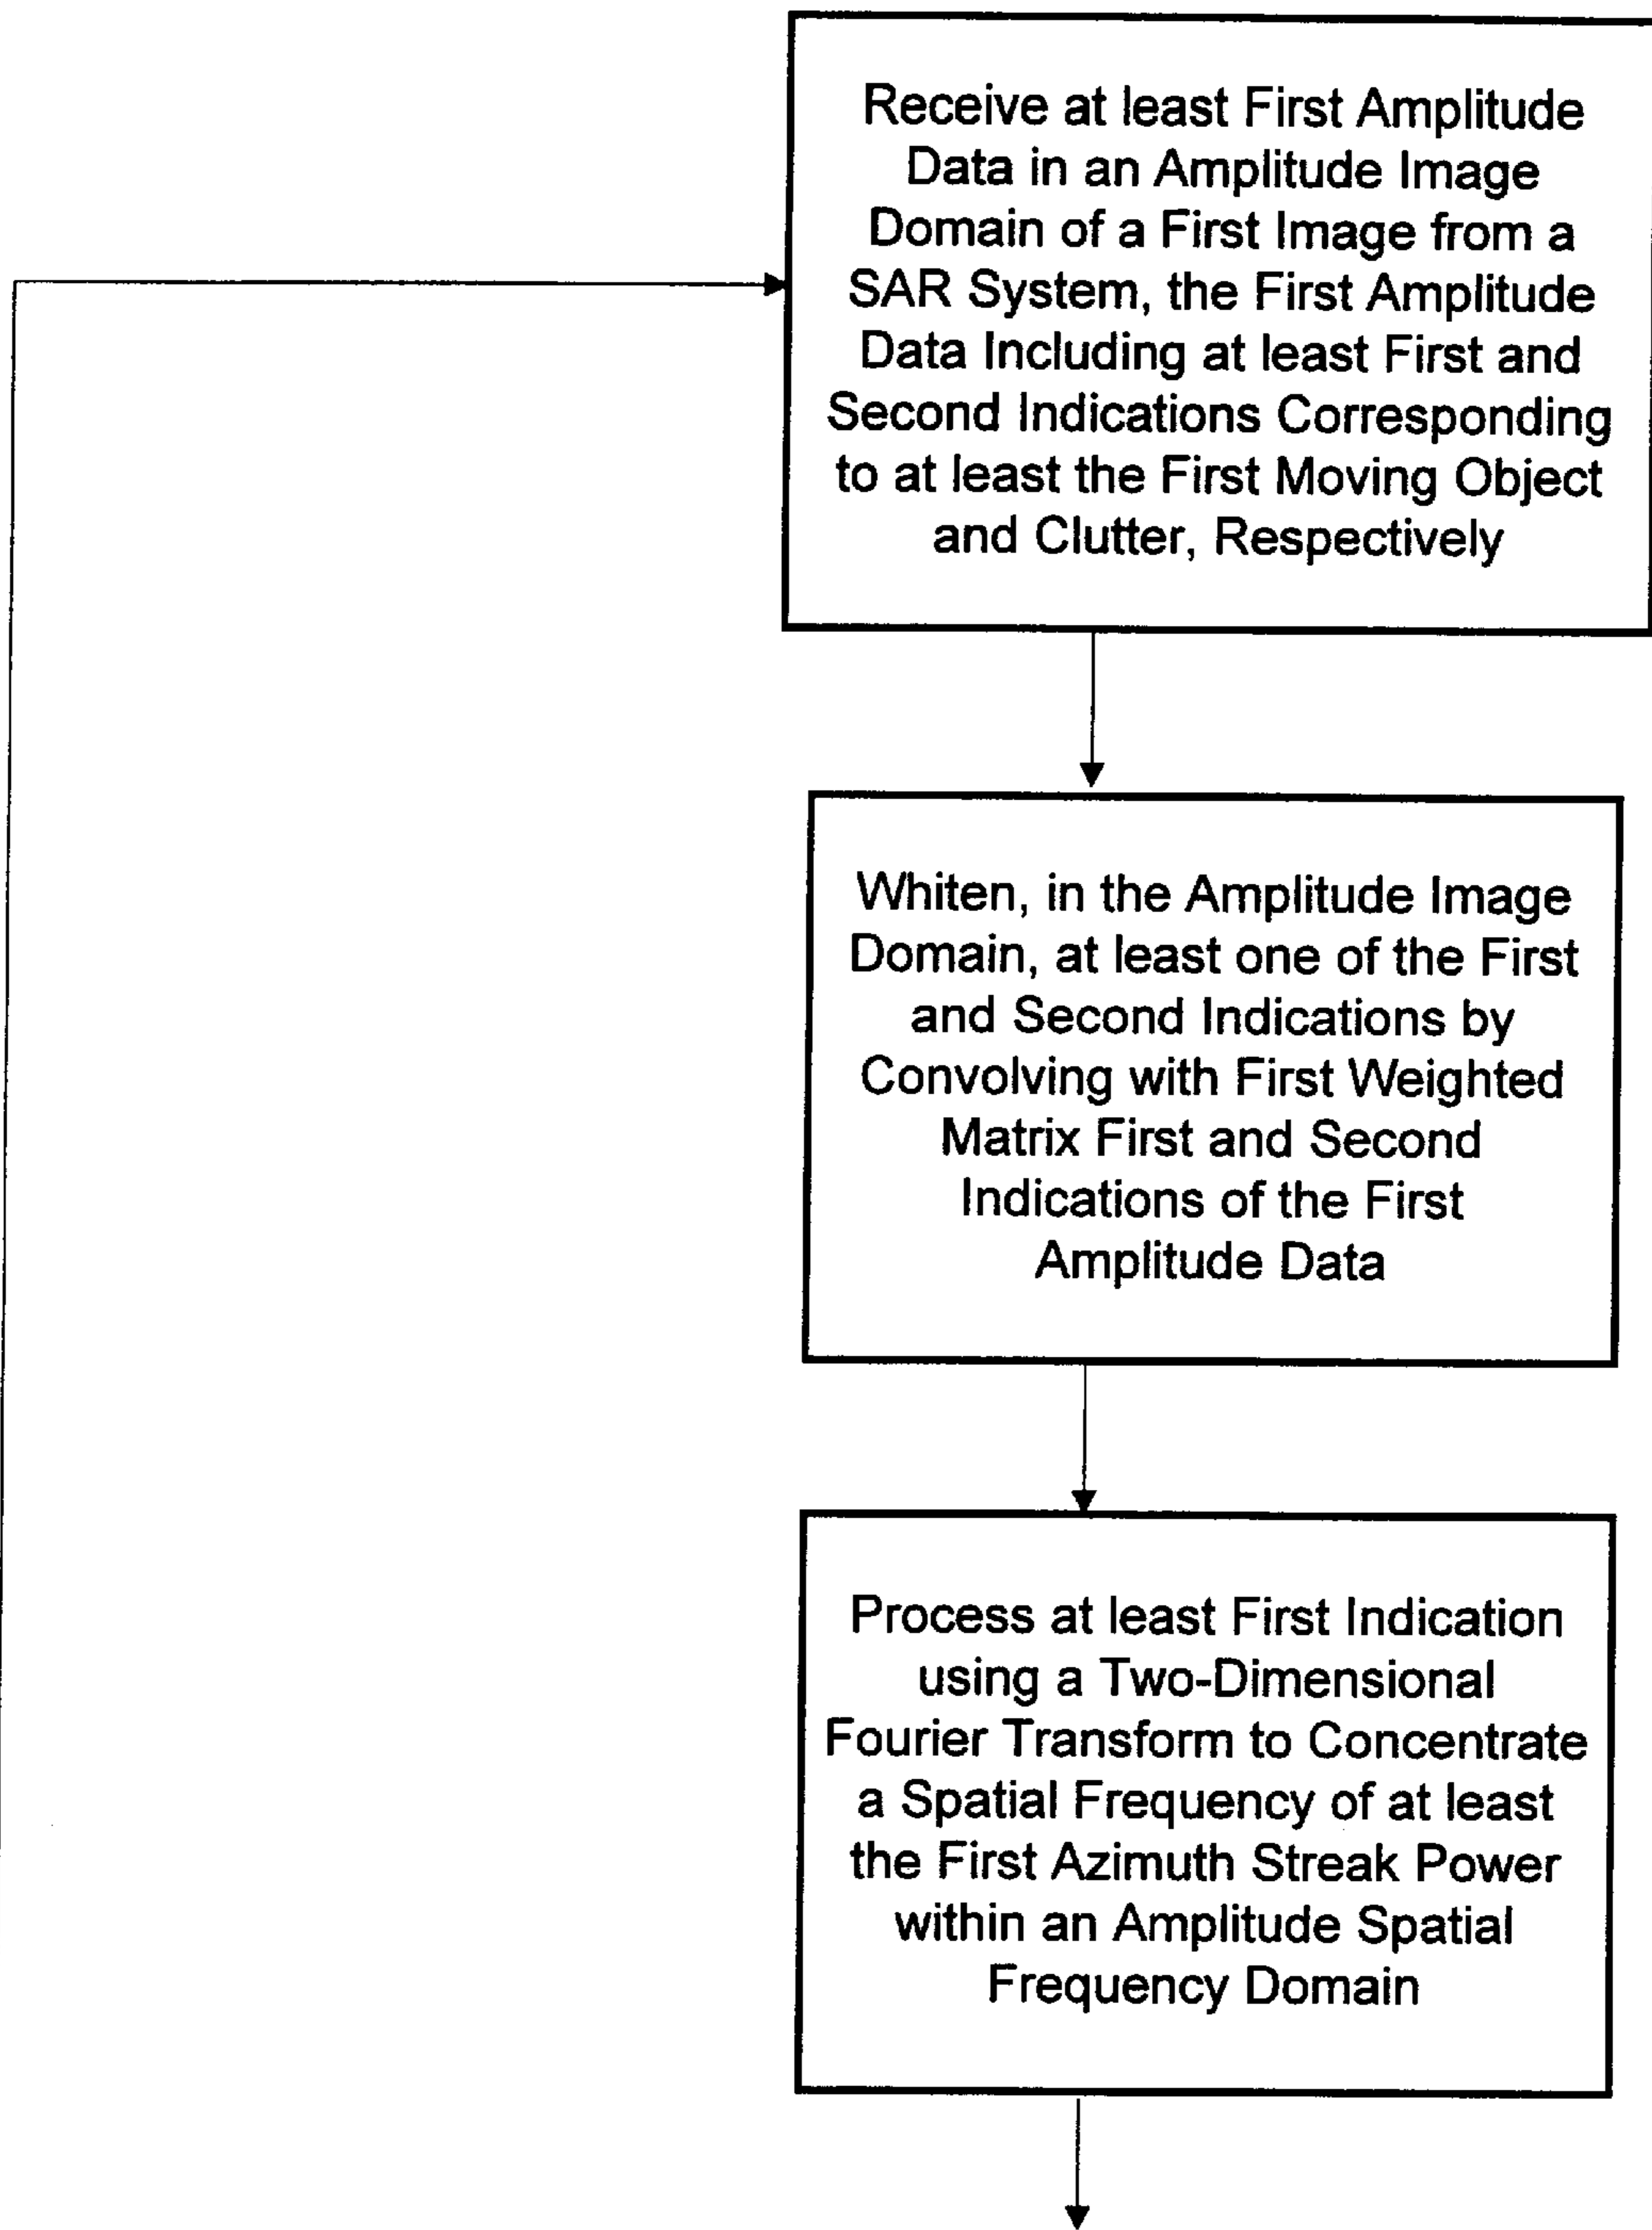 Receive at least First Amplitude
Data in an Amplitude Image
Domain of a First Image from a
SAR System, the First Amplitude
Data Including at least First and
Second Indications Corresponding
to at least the First Moving Object
and Clutter, Respectively
Whiten, in the Amplitude Image
Domain, at least one of the First
and Second Indications by
Convolving with First Weighted
Matrix First and Second
Indications of the First
Amplitude Data
Process at least First Indication
using a Two-Dimensional
Fourier Transform to Concentrate
a Spatial Frequency of at least
the First Azimuth Streak Power
within an Amplitude Spatial
Frequency Domain